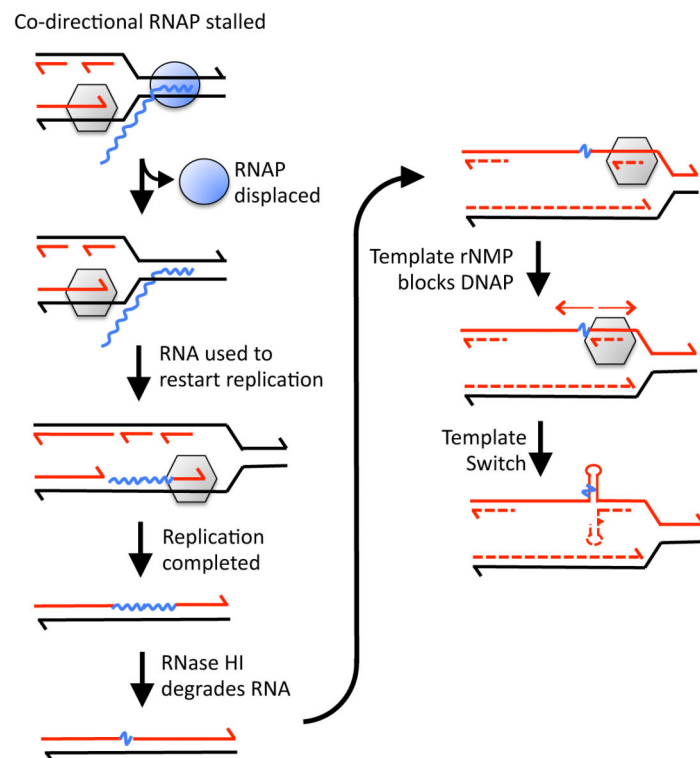 Co-directional RNAP stalled
RNAP
displaced
RNA used to
restart replication
Replication
completed
RNase HI
degrades RNA
Template rNMP
blocks DNAP
Template
Switch